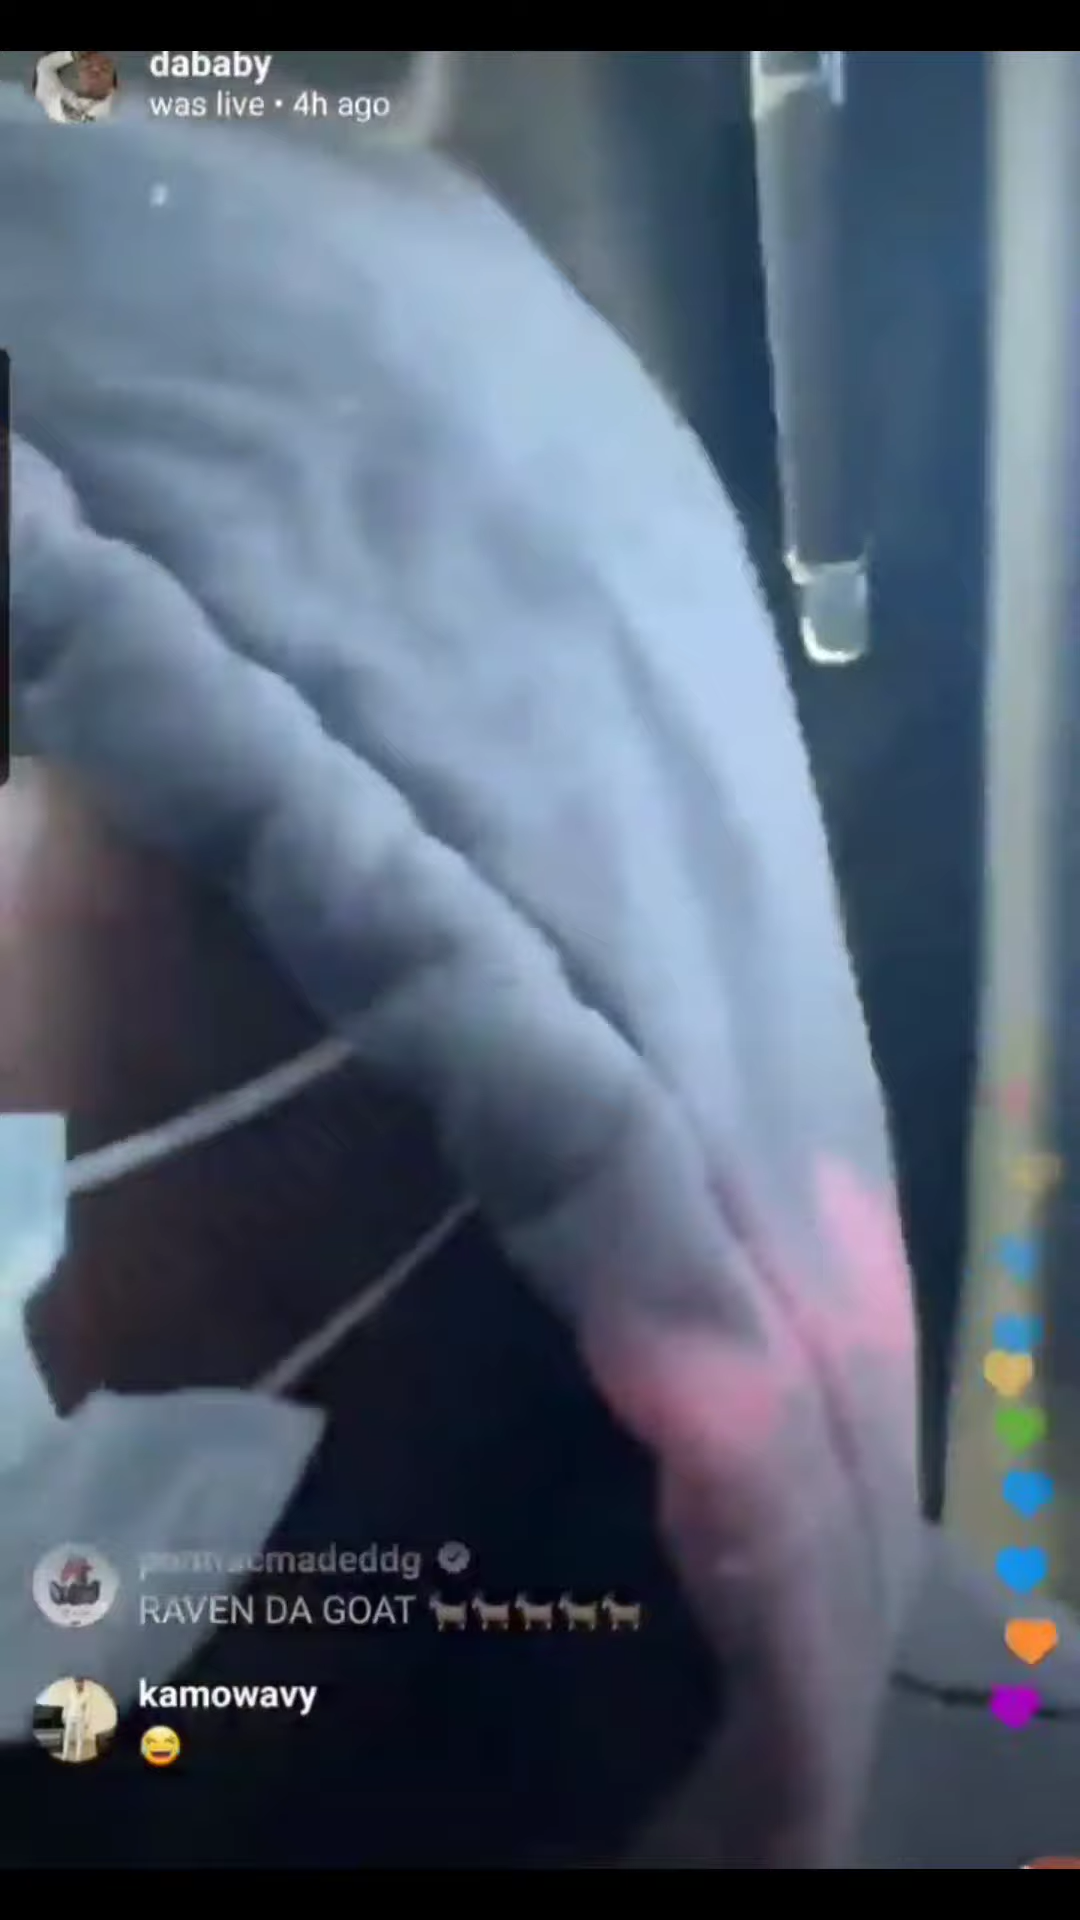 dababy
was live • 4h ago
RAVEN DA GOAT 🐐🐐🐐🐐🐐
kamowavy
😂